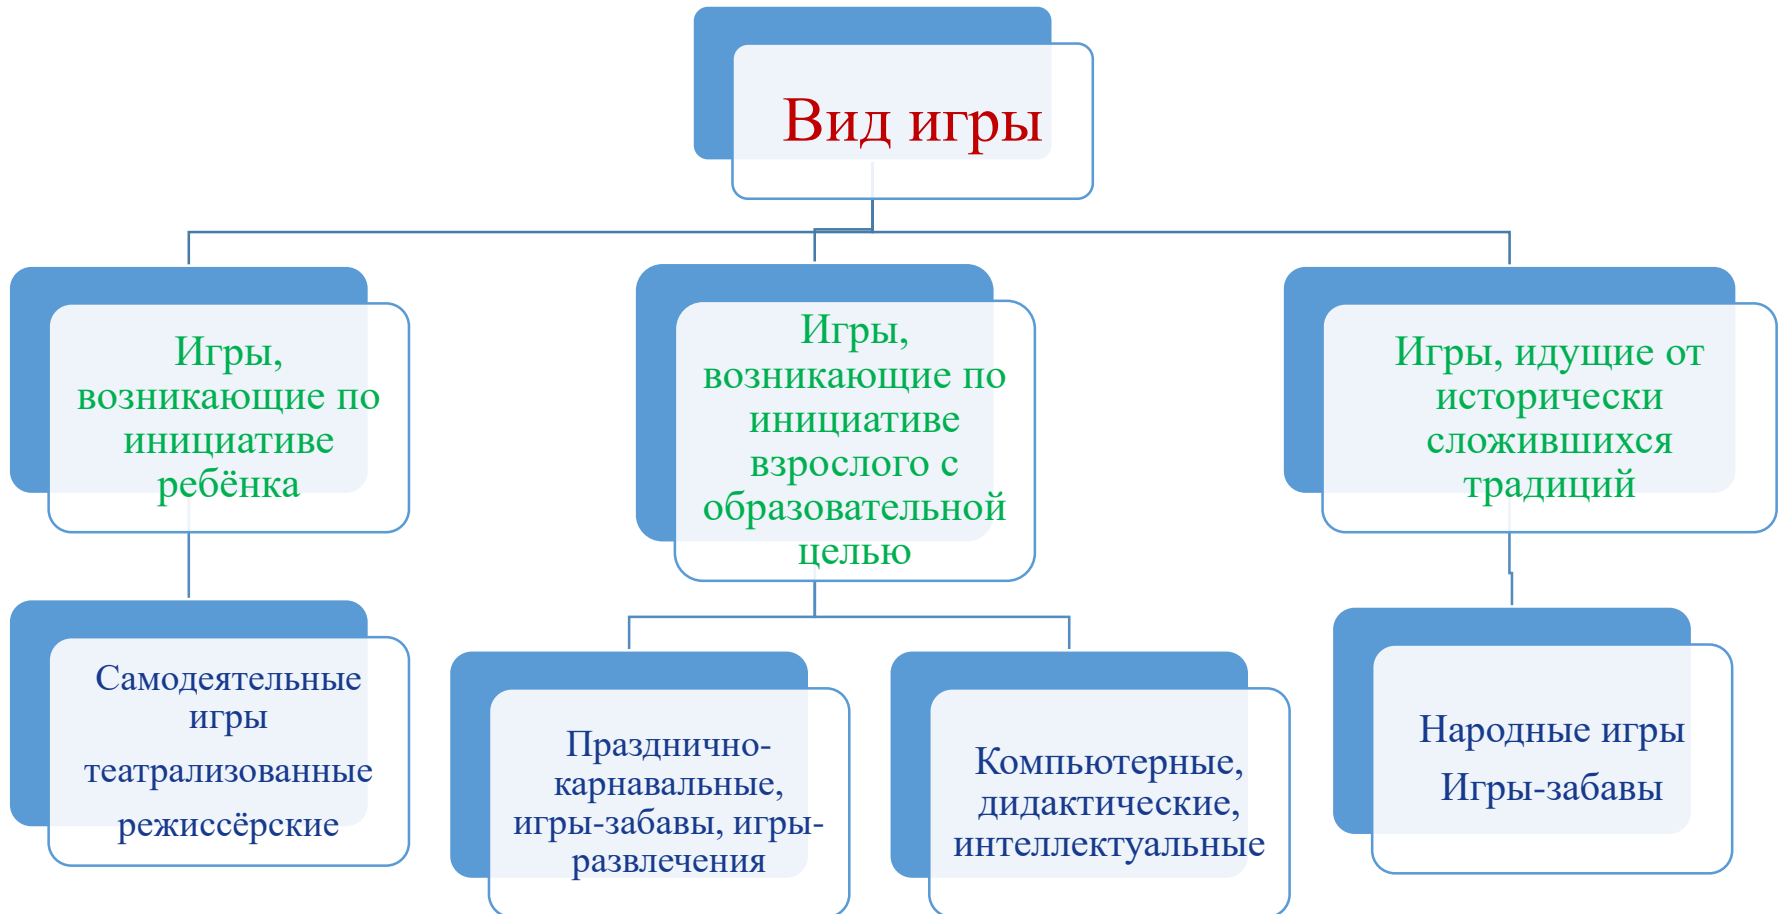 Вид игры
Игры,
возникающие по
инициативе
ребёнка
Игры,
возникающие по
инициативе
взрослого с
образовательной
целью
Игры, идущие от
исторически
сложившихся
традиций
Самодеятельные
игры
театрализованные
режиссёрские
Празднично-
карнавальные,
игры-забавы, игры-
развлечения
Компьютерные,
дидактические,
интеллектуальные
Народные игры
Игры-забавы